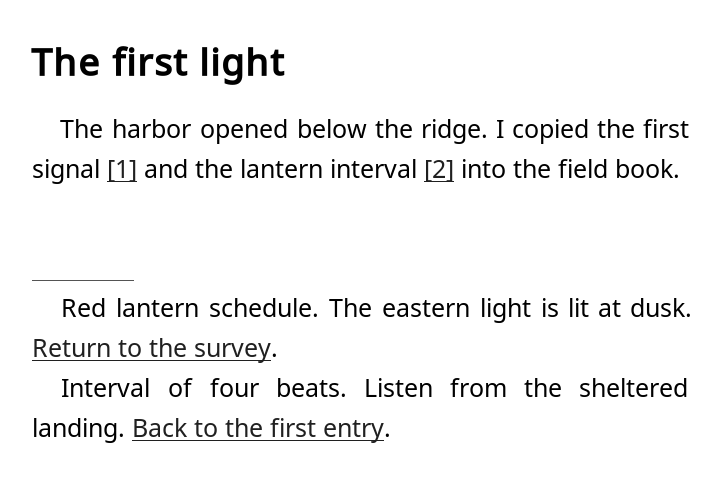 The first light
The harbor opened below the ridge. I copied the first
signal [1] and the lantern interval [2] into the field book.
Red lantern schedule. The eastern light is lit at dusk.
Return to the survey.
Interval of four beats. Listen from the sheltered
landing. Back to the first entry.